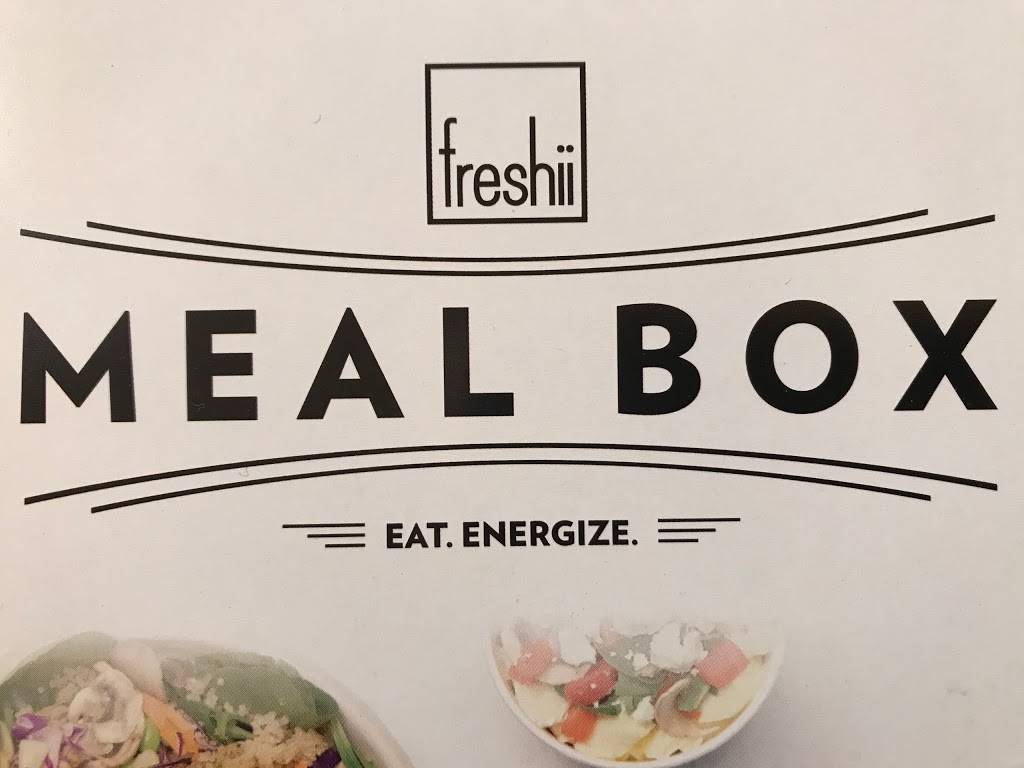 freshii
MEAL BOX
EAT. ENERGIZE.